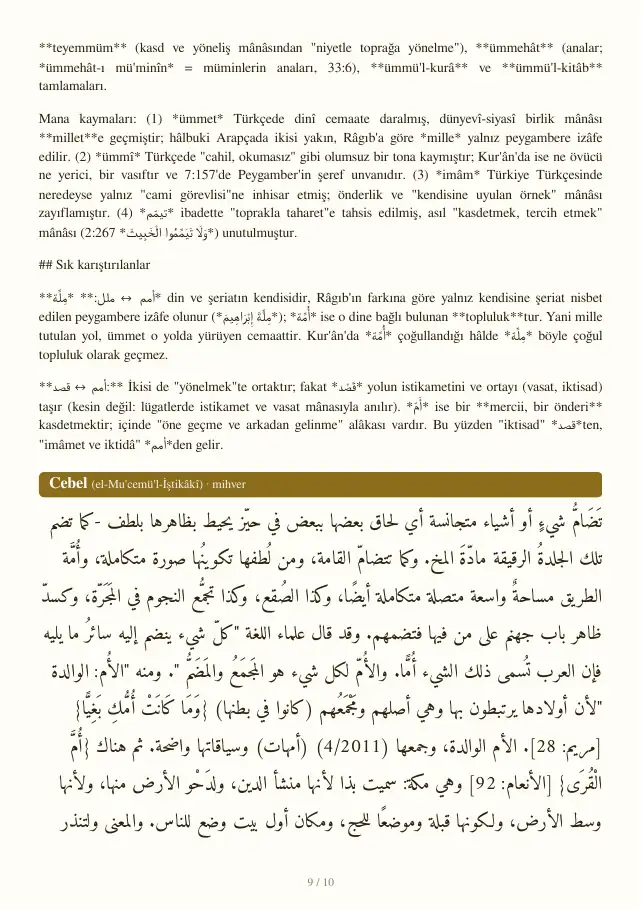 **teyemmüm** (kasd ve yöneliş mânâsından "niyetle toprağa yönelme"), **ümmehât** (analar;
*ümmehât-ı mü'minîn* = müminlerin anaları, 33:6), **ümmü'l-kurâ** ve **ümmü'l-kitâb**
tamlamaları.
Mana kaymaları: (1) *ümmet* Türkçede dinî cemaate daralmış, dünyevî-siyasî birlik mânâsı
**millet**e geçmiştir; hâlbuki Arapçada ikisi yakın, Râgıb'a göre *mille* yalnız peygambere izâfe
edilir. (2) *ümmî* Türkçede "cahil, okumasız" gibi olumsuz bir tona kaymıştır; Kur'ân'da ise ne övücü
ne yerici, bir vasıftır ve 7:157'de Peygamber'in şeref unvanıdır. (3) *imâm* Türkiye Türkçesinde
neredeyse yalnız "cami görevlisi"ne inhisar etmiş; önderlik ve "kendisine uyulan örnek" mânâsı
zayıflamıştır. (4) *تيمّم* ibadette "toprakla taharet"e tahsis edilmiş, asıl "kasdetmek, tercih etmek"
mânâsı (2:267 *وَلَا تَيَمَّمُوا الْخَبِيثَ*) unutulmuştur.
## Sık karıştırılanlar
**أمم ↔ ملل:** *مِلَّة* din ve şeriatın kendisidir, Râgıb'ın farkına göre yalnız kendisine şeriat nisbet
edilen peygambere izâfe olunur (*مِلَّةَ إِبْرَاهِيمَ*); *أُمَّة* ise o dine bağlı bulunan **topluluk**tur. Yani mille
tutulan yol, ümmet o yolda yürüyen cemaattir. Kur'ân'da *أُمَّة* çoğullandığı hâlde *مِلَّة* böyle çoğul
topluluk olarak geçmez.
**أمم ↔ قصد:** İkisi de "yönelmek"te ortaktır; fakat *قَصْد* yolun istikametini ve ortayı (vasat, iktisad)
taşır (kesin değil: lügatlerde istikamet ve vasat mânasıyla anılır). *أَمّ* ise bir **mercii, bir önderi**
kasdetmektir; içinde "öne geçme ve arkadan gelinme" alâkası vardır. Bu yüzden "iktisad" *قصد*ten,
"imâmet ve iktidâ" *أمم*den gelir.
Cebel (el-Mu'cemü'l-İştikâkî) · mihver
تَضَامُّ شيءٍ أو أشياء متجانسة أي لحاق بعضها ببعض في حيّز يحيط بظاهرها بلطف -كما تضم
تلك الجلدةُ الرقيقة مادّةَ المخ. وكما تتضامّ القامة، ومن لُطفها تكوينُها صورة متكاملة، وأُمَّة
الطريق مساحةٌ واسعة متصلة متكاملة أيضًا، وكذا الصُقع، وكذا تجمُّع النجوم في المَجَرّة، وكسدّ
ظاهر باب جهنم على من فيها فتضمهم. وقد قال علماء اللغة "كلّ شيء ينضم إليه سائرُ ما يليه
فإن العرب تُسمى ذلك الشيء أُمًّا. والأُمّ لكل شيء هو المَجمَعُ والمَضَمُّ ". ومنه "الأُم: الوالدة
"لأن أولادها يرتبطون بها وهي أصلهم ومَجْمَعُهم (كانوا في بطنها) {وَمَا كَانَتْ أُمُّكِ بَغِيًّا}
[مريم: 28]. الأم الوالدة، وجمعها (4/2011) (أمهات) وسياقاتها واضحة. ثم هناك {أُمَّ
الْقُرَى} [الأنعام: 92] وهي مكة: سميت بذا لأنها منشأ الدين، ولدَحْو الأرض منها، ولأنها
وسط الأرض، ولكونها قبلة وموضعًا للحج، ومكان أول بيت وضع للناس. والمعنى ولتنذر
9 / 10